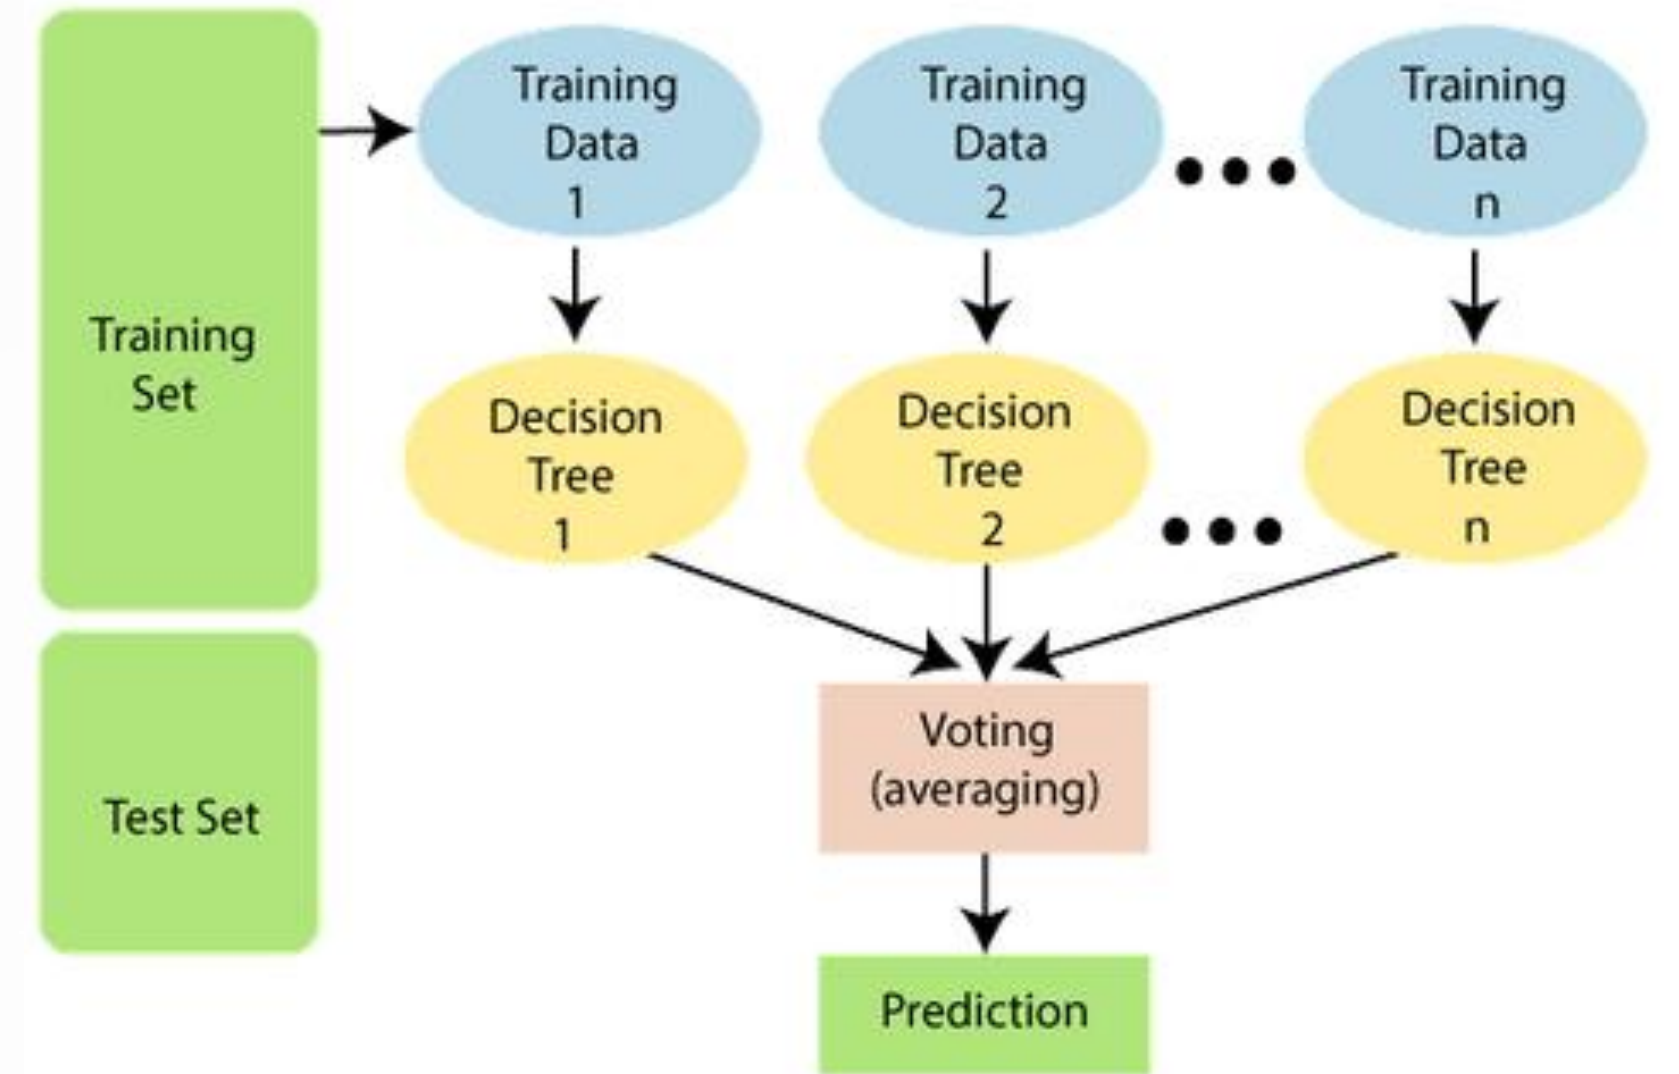 Training
Set
Training
Data
1
Training
Data
2
Training
Data
n
Decision
Tree
1
Decision
Tree
2
Decision
Tree
n
Test Set
Voting
(averaging)
Prediction